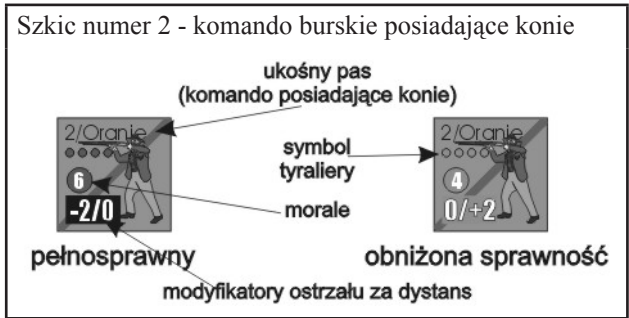 Szkic numer 2 - komando burskie posiadające konie
ukośny pas
(komando posiadające konie)
2/Oranje
6
-2/0
symbol
tyraliery
morale
2/Oranje
4
0/+2
pełnosprawny
obniżona sprawność
modyfikatory ostrzału za dystans